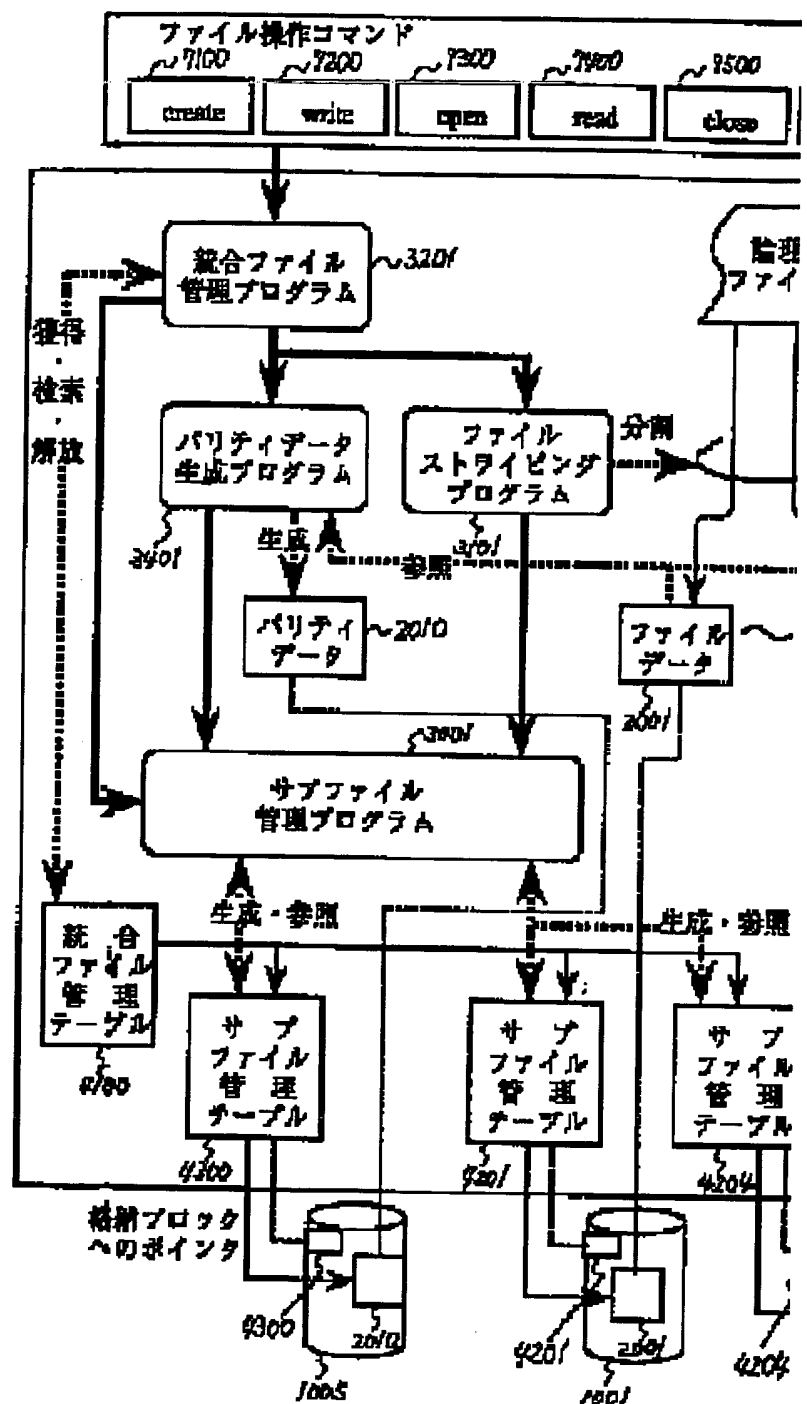 ファイル操作コマンド
7100
7200
7300
7400
7500
create
write
open
read
close
統合ファイル
管理プログラム
3201
論理
ファイ
獲得
・
検索
・
解放
パリティデータ
生成プログラム
ファイル
ストライピング
プログラム
分割
3401
生成
参照
パリティ
データ
2010
ファイル
データ
2001
サブファイル
管理プログラム
生成・参照
生成・参照
統合
ファイル
管理
テーブル
サブ
ファイル
管理
テーブル
サブ
ファイル
管理
テーブル
サブ
ファイル
管理
テーブル
4300
4201
4204
格納ブロック
へのポインタ
4300
2010
1005
4201
2001
1001
4204